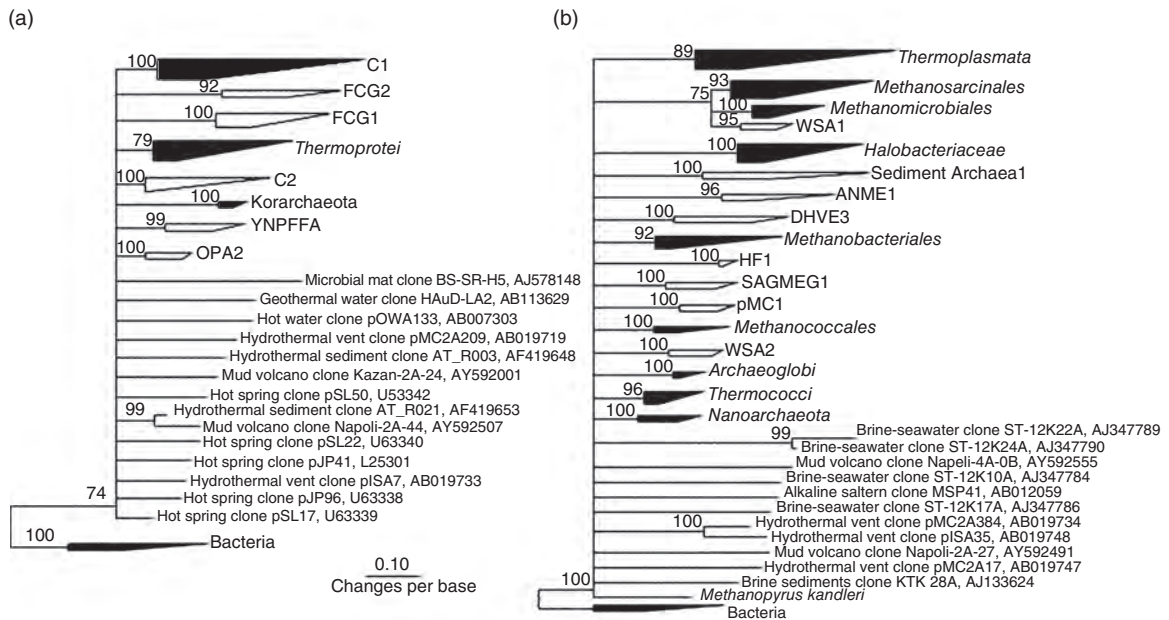 (a)
100
C1
92
FCG2
100
FCG1
79
Thermoprotei
100
C2
100
Korarchaeota
99
YNPFFA
100
OPA2
Microbial mat clone BS-SR-H5, AJ578148
Geothermal water clone HAuD-LA2, AB113629
Hot water clone pOWA133, AB007303
Hydrothermal vent clone pMC2A209, AB019719
Hydrothermal sediment clone AT_R003, AF419648
Mud volcano clone Kazan-2A-24, AY592001
Hot spring clone pSL50, U53342
99
Hydrothermal sediment clone AT_R021, AF419653
Mud volcano clone Napoli-2A-44, AY592507
Hot spring clone pSL22, U63340
Hot spring clone pJP41, L25301
Hydrothermal vent clone pISA7, AB019733
74
Hot spring clone pJP96, U63338
Hot spring clone pSL17, U63339
100
Bacteria
0.10
Changes per base
(b)
89
Thermoplasmata
93
Methanosarcinales
75
100
Methanomicrobiales
95
WSA1
100
Halobacteriaceae
100
Sediment Archaea1
96
ANME1
100
DHVE3
92
Methanobacteriales
100
HF1
100
SAGMEG1
100
pMC1
100
Methanococcales
100
WSA2
100
Archaeoglobi
96
Thermococci
100
Nanoarchaeota
99
Brine-seawater clone ST-12K22A, AJ347789
Brine-seawater clone ST-12K24A, AJ347790
Mud volcano clone Napeli-4A-0B, AY592555
Brine-seawater clone ST-12K10A, AJ347784
Alkaline saltern clone MSP41, AB012059
Brine-seawater clone ST-12K17A, AJ347786
100
Hydrothermal vent clone pMC2A384, AB019734
Hydrothermal vent clone pISA35, AB019748
Mud volcano clone Napoli-2A-27, AY592491
Hydrothermal vent clone pMC2A17, AB019747
100
Brine sediments clone KTK 28A, AJ133624
Methanopyrus kandleri
Bacteria